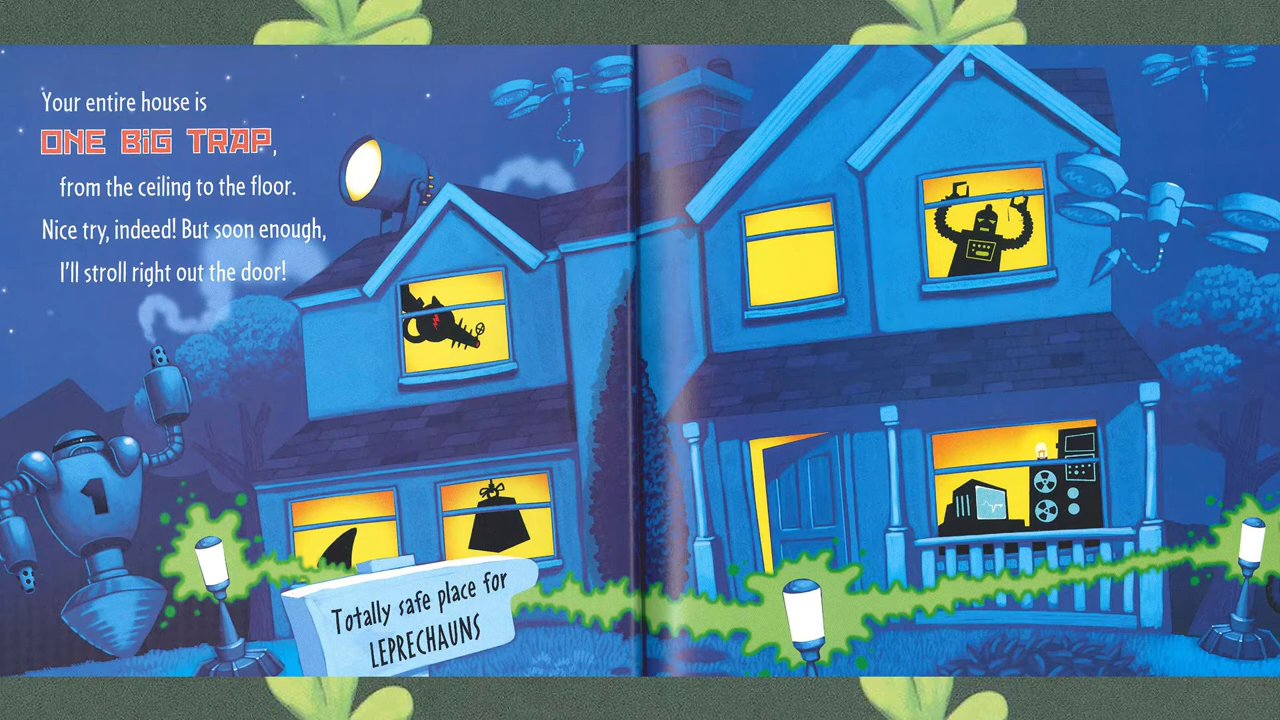 Your entire house is
ONE BiG TRAP,
from the ceiling to the floor.
Nice try, indeed! But soon enough,
I'll stroll right out the door!
1
Totally safe place for
LEPRECHAUNS